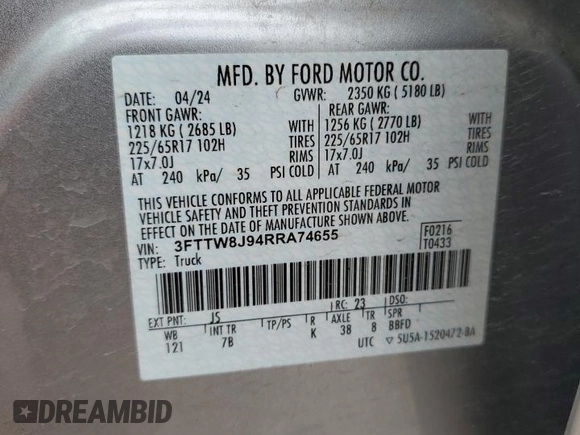 MFD. BY FORD MOTOR CO.
DATE: 04/24 GVWR: 2350 KG ( 5180 LB)
FRONT GAWR: REAR GAWR:
1218 KG ( 2685 LB) WITH 1256 KG ( 2770 LB) WITH
225/65R17 102H TIRES 225/65R17 102H TIRES
17x7.0J RIMS 17x7.0J RIMS
AT 240 kPa/ 35 PSI COLD AT 240 kPa/ 35 PSI COLD
THIS VEHICLE CONFORMS TO ALL APPLICABLE FEDERAL MOTOR
VEHICLE SAFETY AND THEFT PREVENTION STANDARDS IN
EFFECT ON THE DATE OF MANUFACTURE SHOWN ABOVE.
VIN: 3FTTW8J94RRA74655 F0216
TYPE: Truck T0433
EXT PNT: JS RC: 23 DSO:
WB INT TR TP/PS R AXLE TR SPR
121 7B K 38 8 BBFD
UTC ▽ 5U5A-1520472-BA
DREAMBID